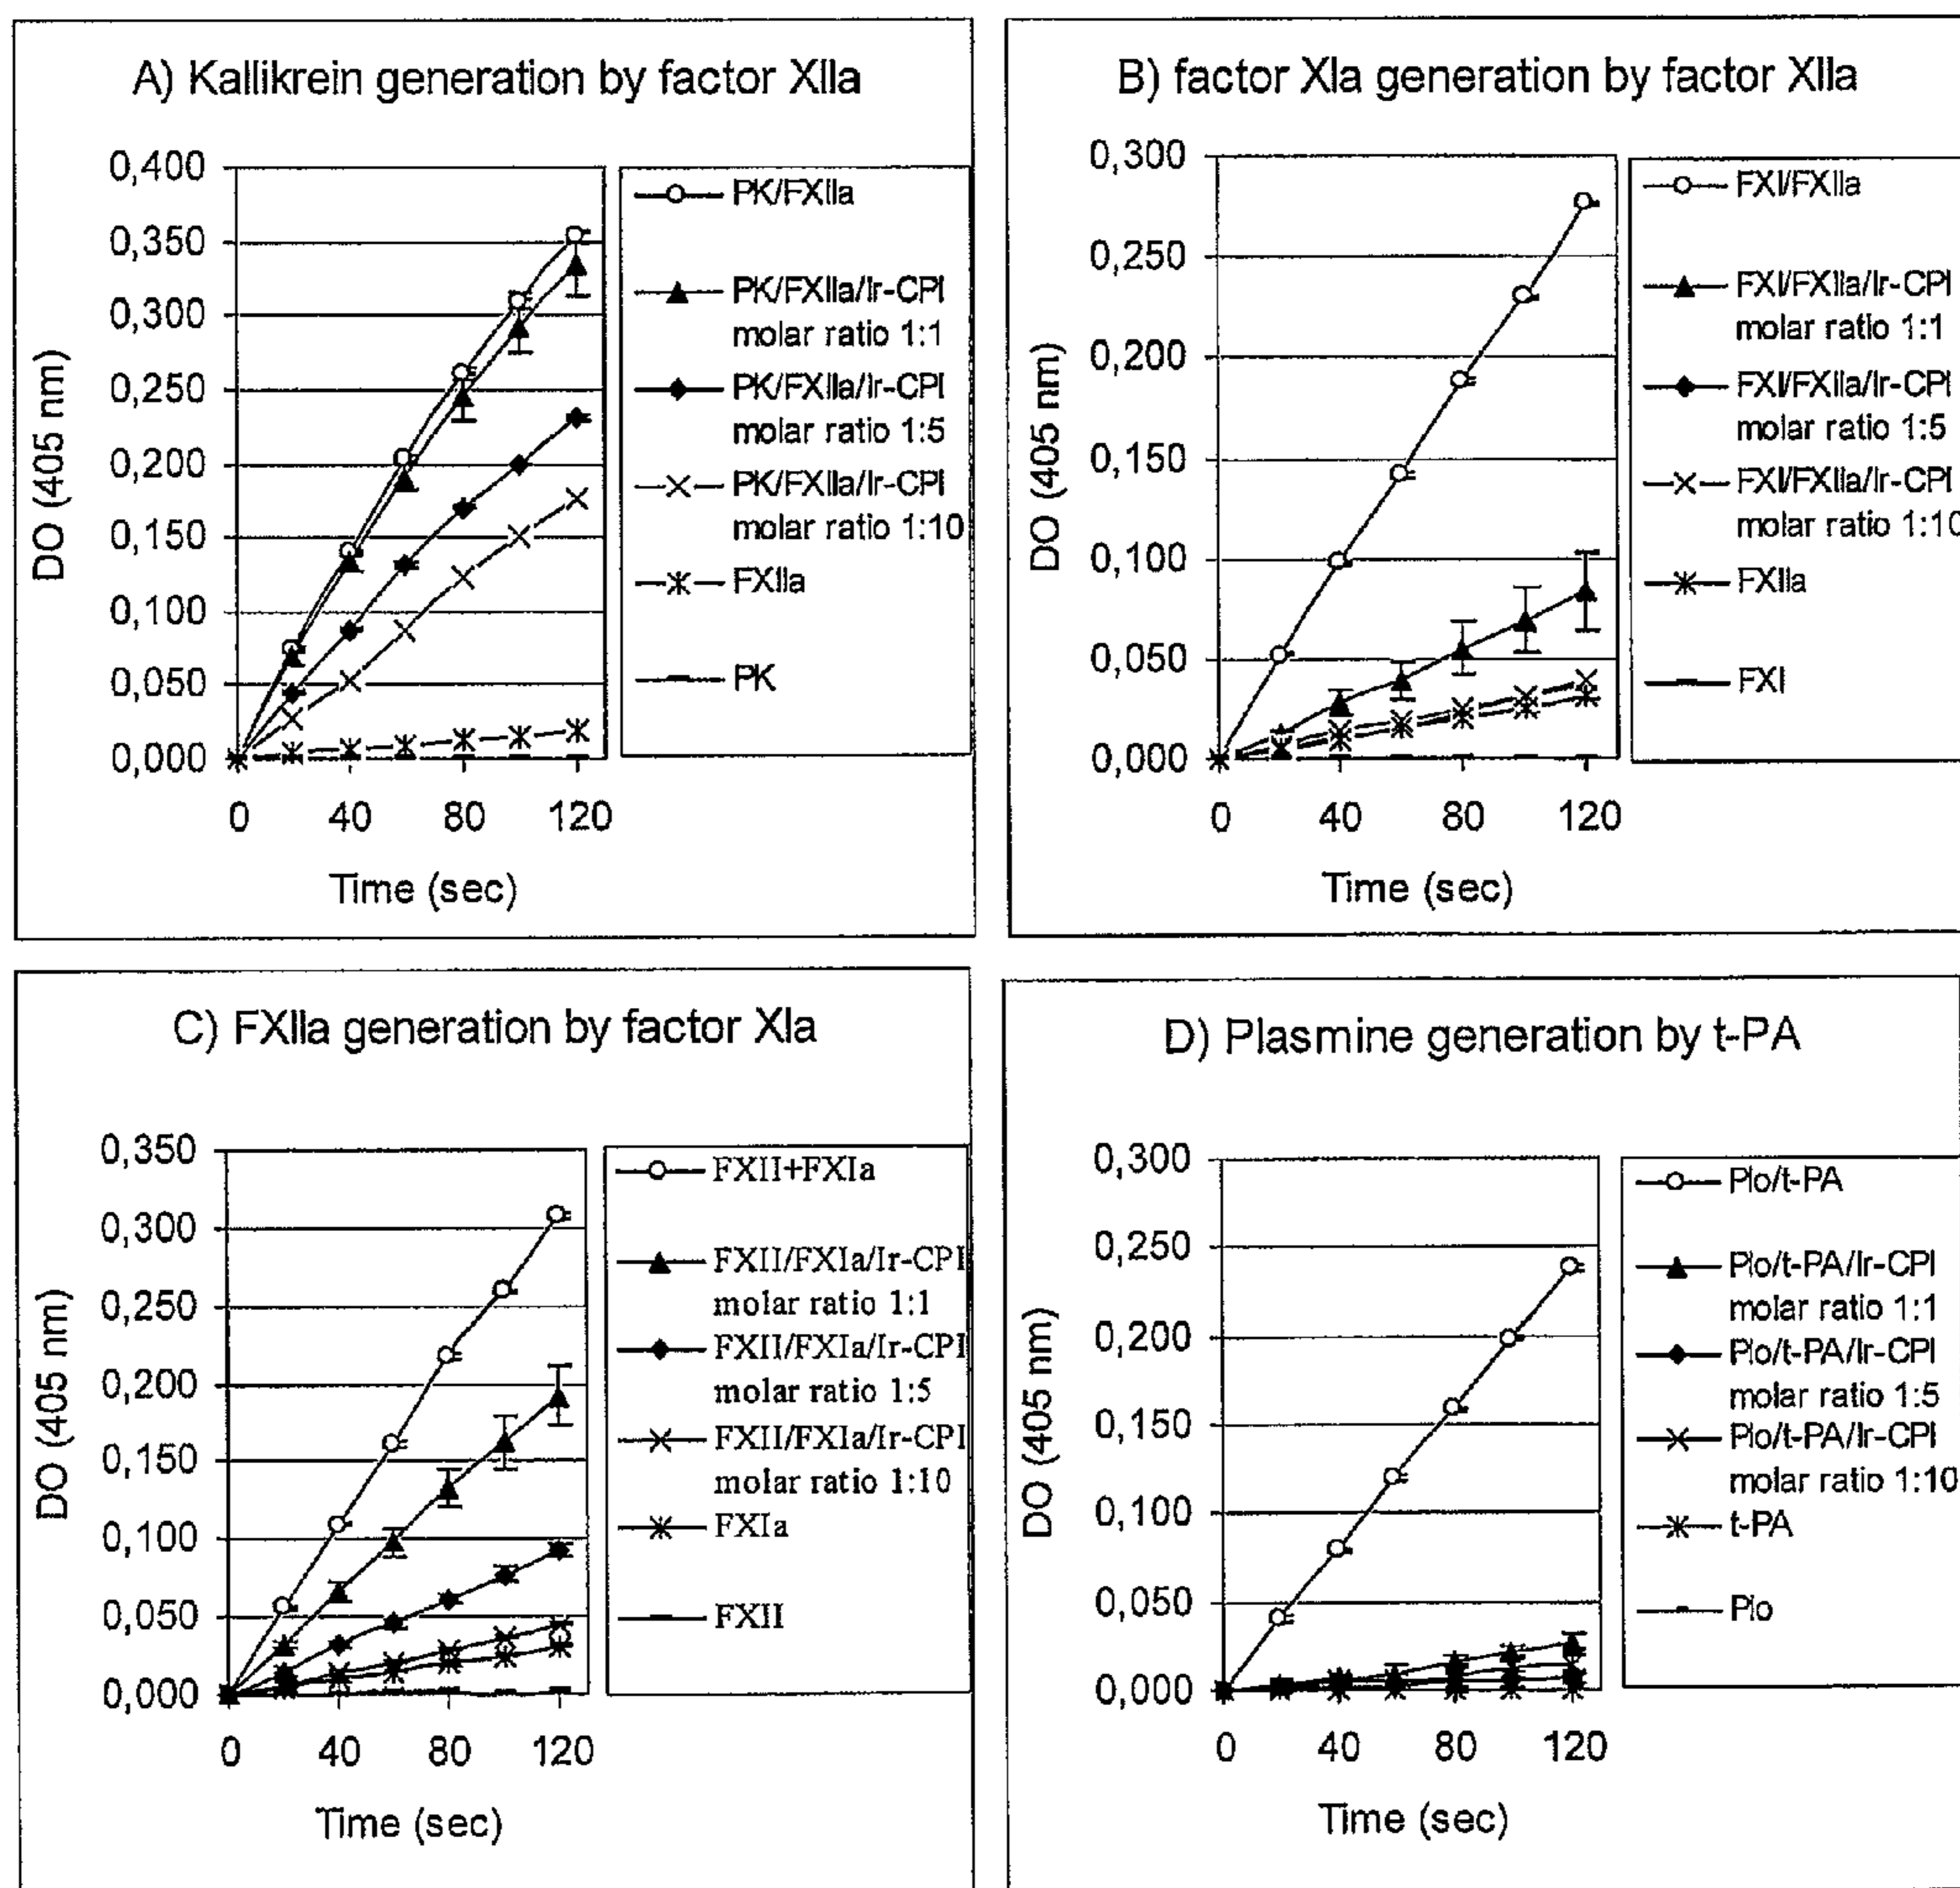 A) Kallikrein generation by factor XIIa
0,400
0,350
0,300
0,250
0,200
0,150
0,100
0,050
0,000
DO (405 nm)
0 40 80 120
Time (sec)
PK/FXIIa
PK/FXIIa/Ir-CPI
molar ratio 1:1
PK/FXIIa/Ir-CPI
molar ratio 1:5
PK/FXIIa/Ir-CPI
molar ratio 1:10
FXIIa
PK
B) factor XIa generation by factor XIIa
0,300
0,250
0,200
0,150
0,100
0,050
0,000
DO (405 nm)
0 40 80 120
Time (sec)
FXI/FXIIa
FXI/FXIIa/Ir-CPI
molar ratio 1:1
FXI/FXIIa/Ir-CPI
molar ratio 1:5
FXI/FXIIa/Ir-CPI
molar ratio 1:10
FXIIa
FXI
C) FXIIa generation by factor XIa
0,350
0,300
0,250
0,200
0,150
0,100
0,050
0,000
DO (405 nm)
0 40 80 120
Time (sec)
FXII+FXIa
FXII/FXIa/Ir-CPI
molar ratio 1:1
FXII/FXIa/Ir-CPI
molar ratio 1:5
FXII/FXIa/Ir-CPI
molar ratio 1:10
FXIa
FXII
D) Plasmine generation by t-PA
0,300
0,250
0,200
0,150
0,100
0,050
0,000
DO (405 nm)
0 40 80 120
Time (sec)
Plo/t-PA
Plo/t-PA/Ir-CPI
molar ratio 1:1
Plo/t-PA/Ir-CPI
molar ratio 1:5
Plo/t-PA/Ir-CPI
molar ratio 1:10
t-PA
Plo